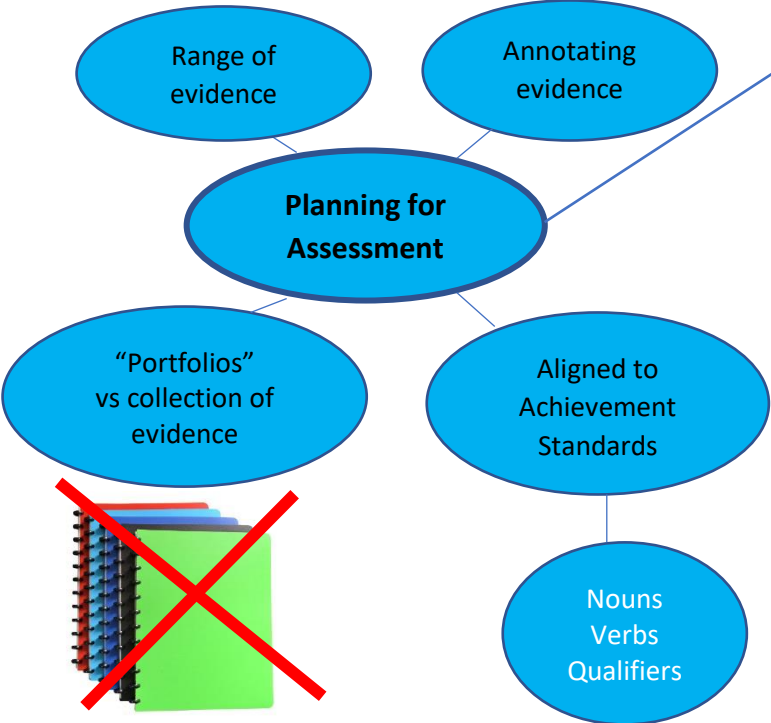 Range of
evidence
Annotating
evidence
Planning for
Assessment
“Portfolios”
vs collection of
evidence
Aligned to
Achievement
Standards
Nouns
Verbs
Qualifiers